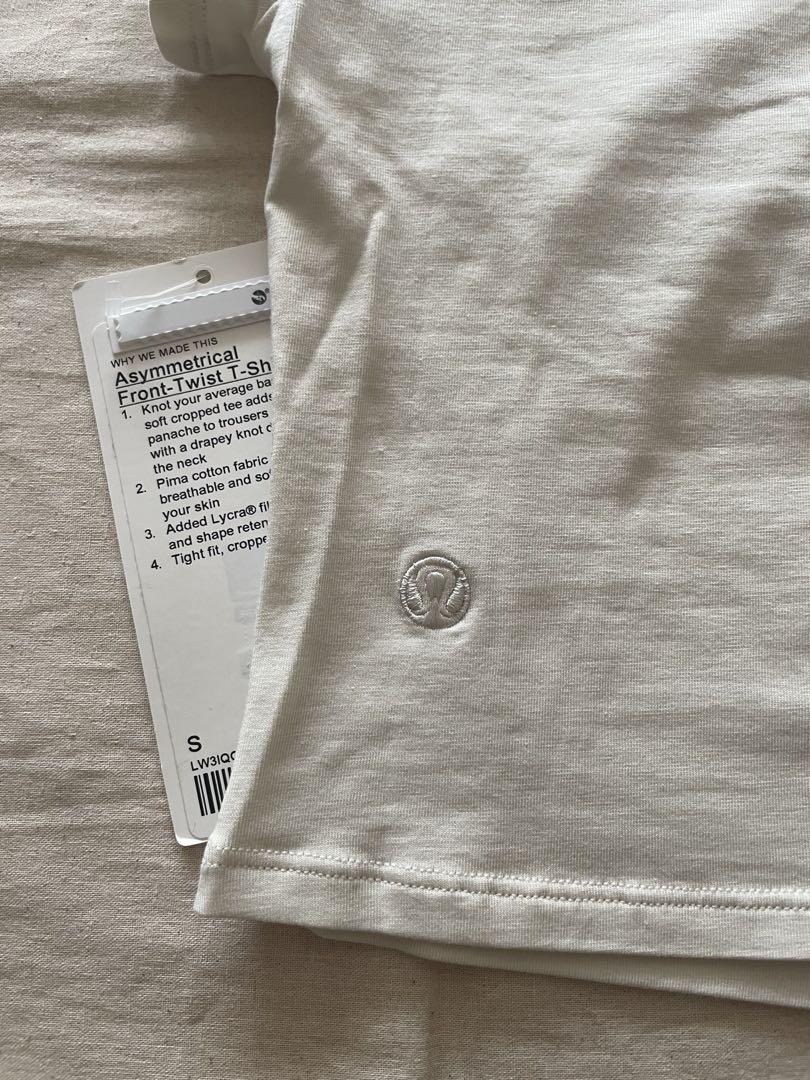 WHY WE MADE THIS
Asymmetrical
Front-Twist T-Sh
1. Knot your average ba
soft cropped tee adds
panache to trousers
with a drapey knot
the neck
2. Pima cotton fabric
breathable and so
your skin
3. Added Lycra® fi
and shape reten
4. Tight fit, croppe
S
LW3IQ